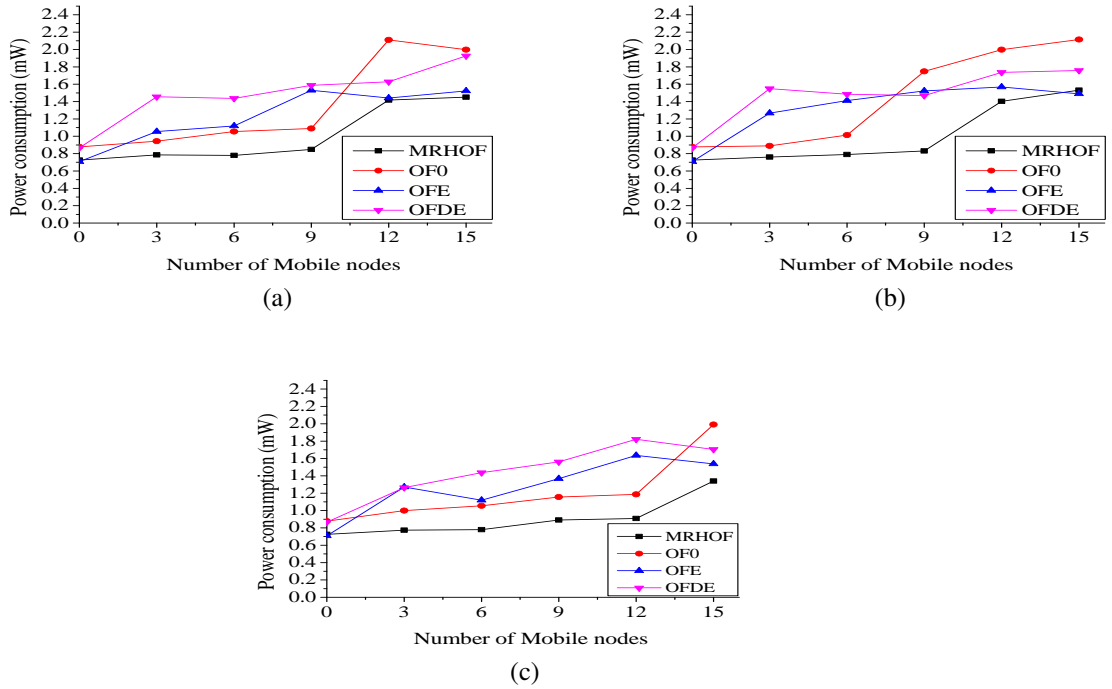 Power consumption (mW)
2.4
2.2
2.0
1.8
1.6
1.4
1.2
1.0
0.8
0.6
0.4
0.2
0.0
MRHOF
OF0
OFE
OFDE
0 3 6 9 12 15
Number of Mobile nodes
(a)
Power consumption (mW)
2.4
2.2
2.0
1.8
1.6
1.4
1.2
1.0
0.8
0.6
0.4
0.2
0.0
MRHOF
OF0
OFE
OFDE
0 3 6 9 12 15
Number of Mobile nodes
(b)
Power consumption (mW)
2.4
2.2
2.0
1.8
1.6
1.4
1.2
1.0
0.8
0.6
0.4
0.2
0.0
MRHOF
OF0
OFE
OFDE
0 3 6 9 12 15
Number of Mobile nodes
(c)